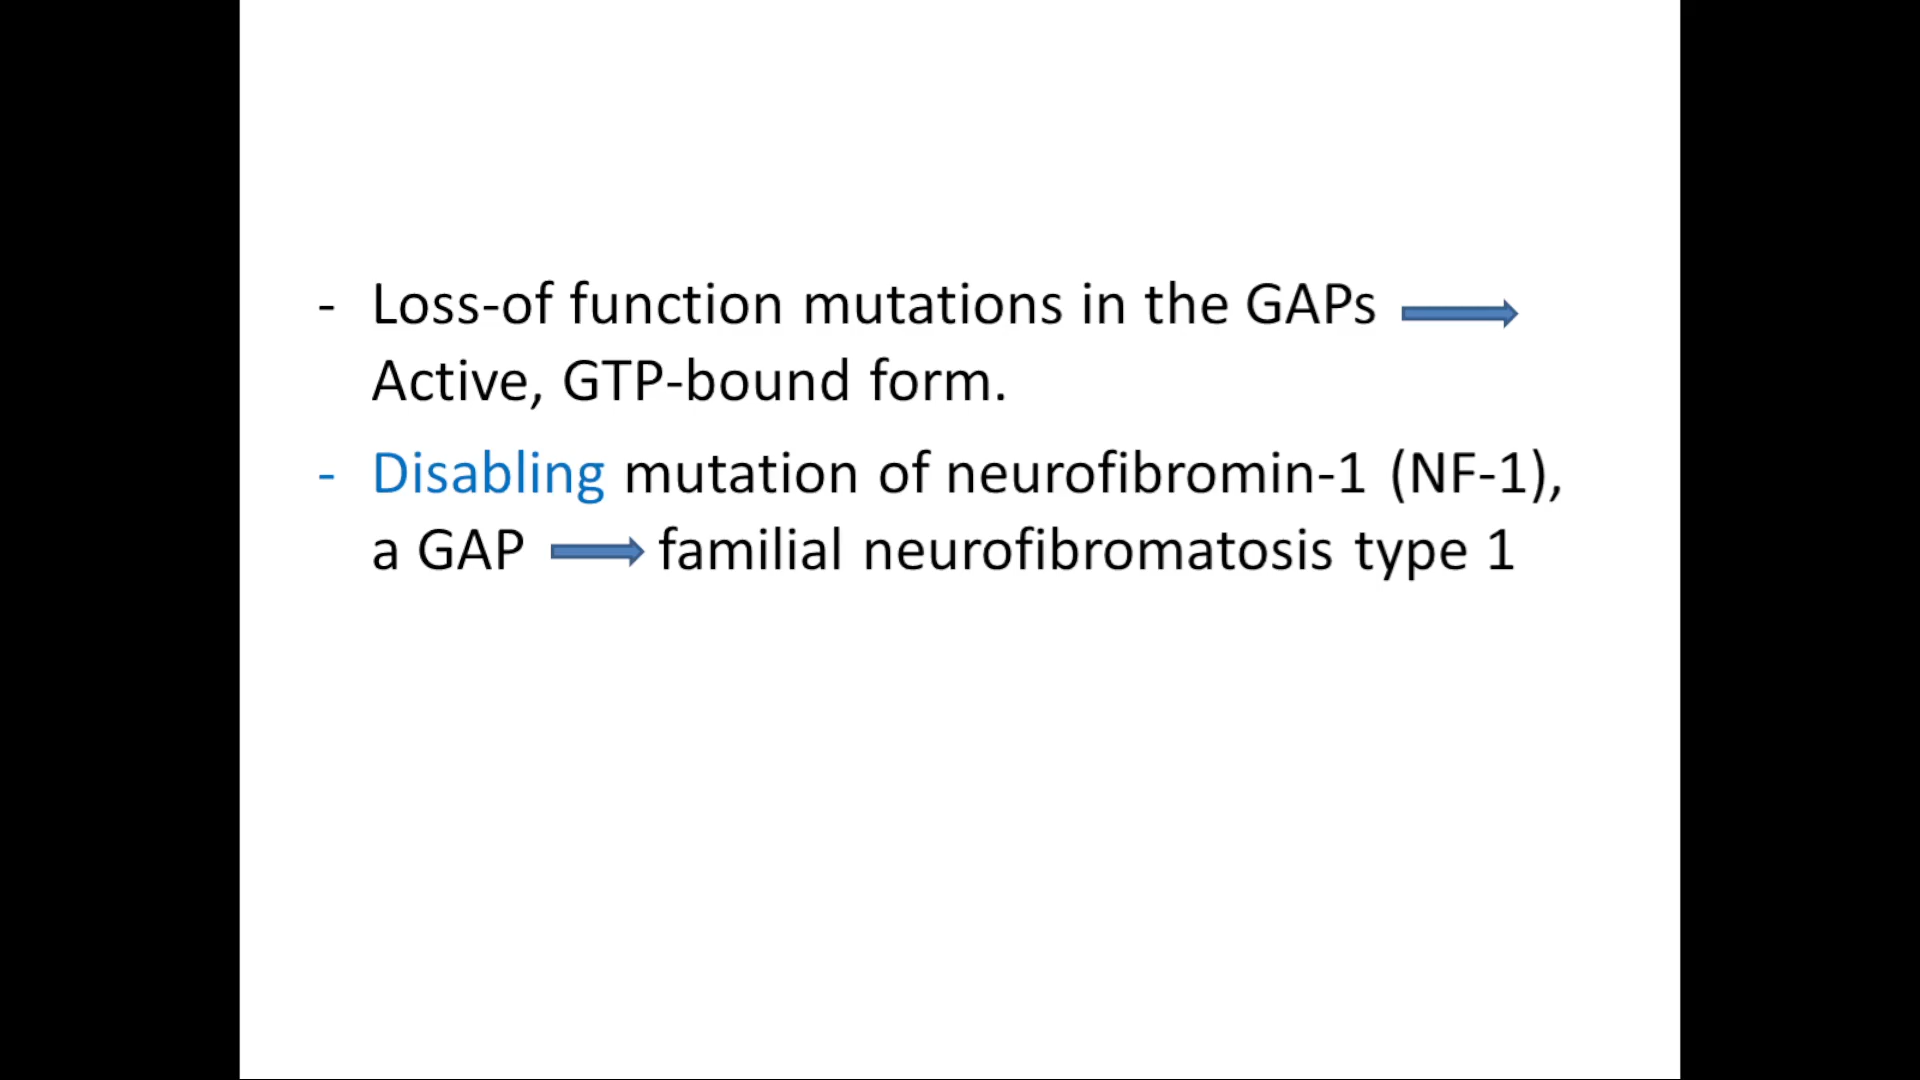 - Loss-of function mutations in the GAPs
Active, GTP-bound form.
- Disabling mutation of neurofibromin-1 (NF-1),
a GAP familial neurofibromatosis type 1